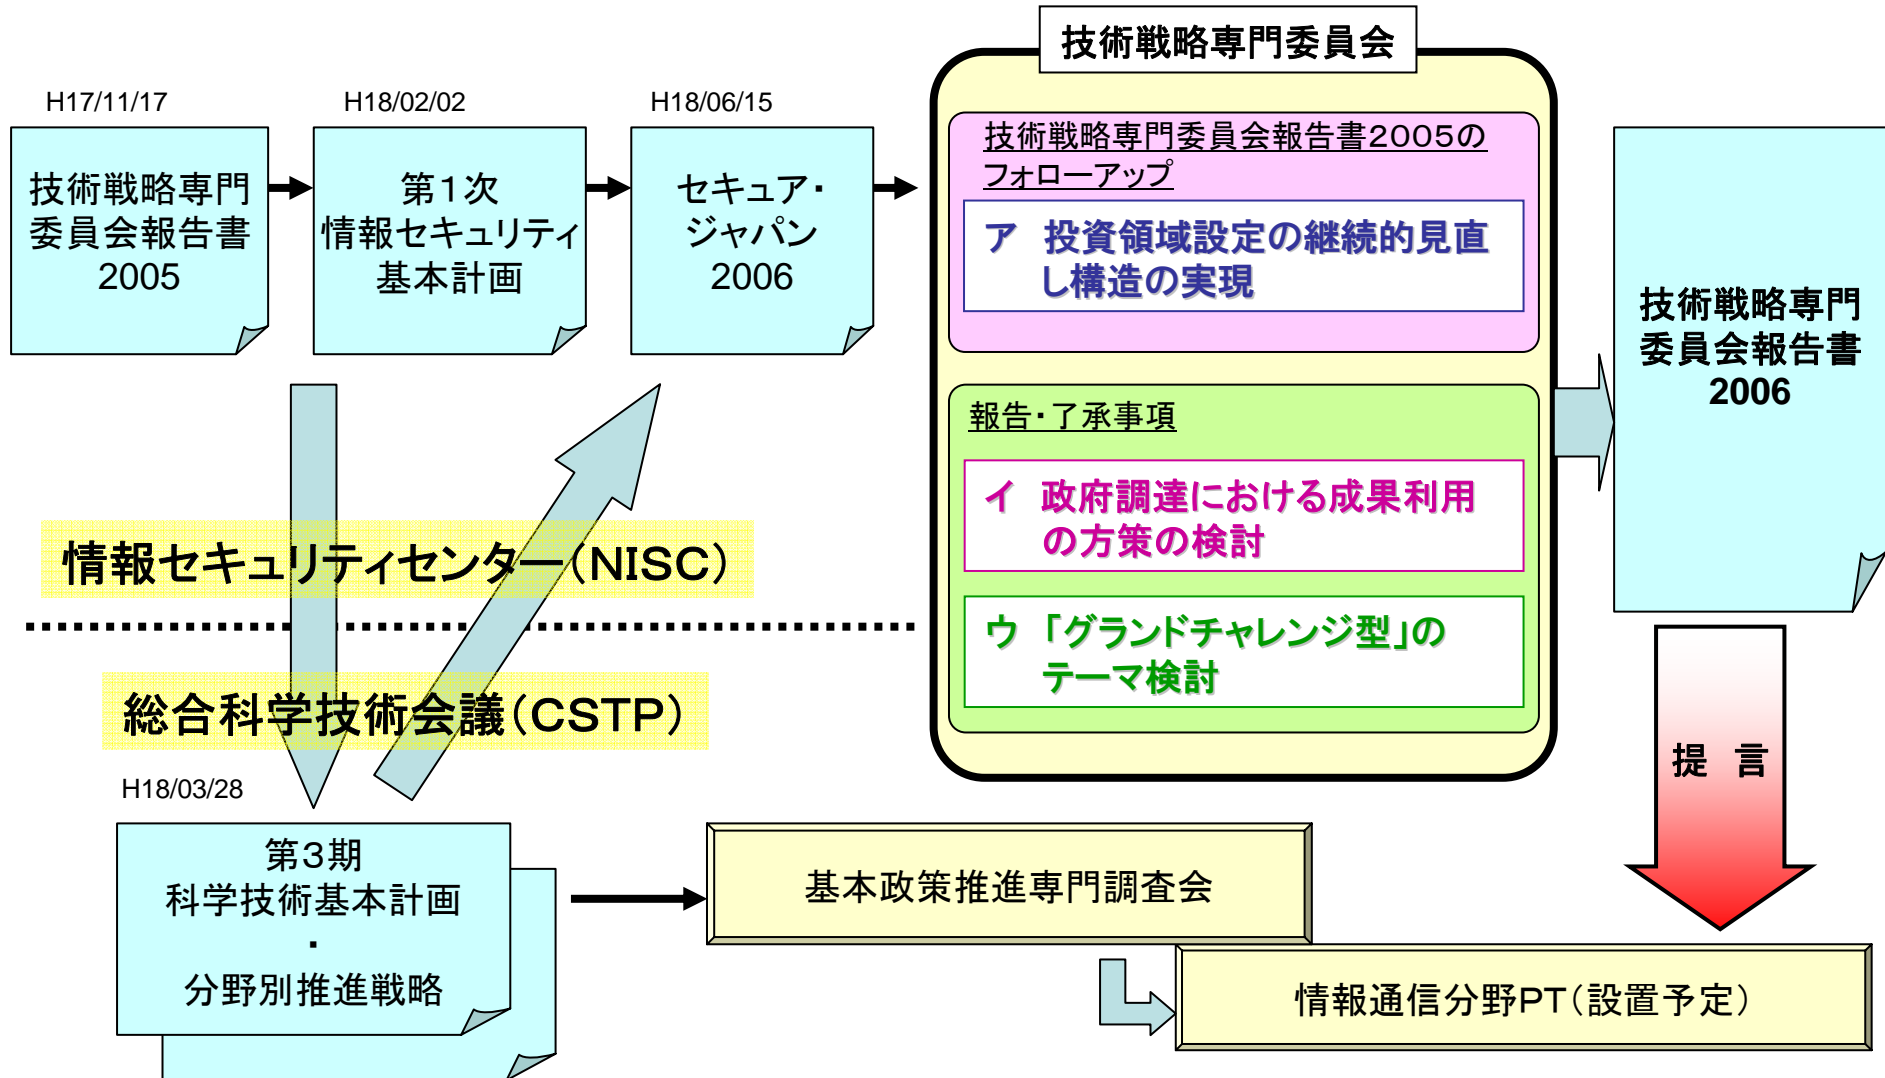 技術戦略専門委員会
H17/11/17
H18/02/02
H18/06/15
技術戦略専門
委員会報告書
2005
第1次
情報セキュリティ
基本計画
セキュア・
ジャパン
2006
技術戦略専門委員会報告書2005の
フォローアップ
ア 投資領域設定の継続的見直
し構造の実現
報告・了承事項
イ 政府調達における成果利用
の方策の検討
ウ 「グランドチャレンジ型」の
テーマ検討
技術戦略専門
委員会報告書
2006
情報セキュリティセンター(NISC)
総合科学技術会議(CSTP)
提 言
H18/03/28
第3期
科学技術基本計画
・
分野別推進戦略
基本政策推進専門調査会
情報通信分野PT(設置予定)